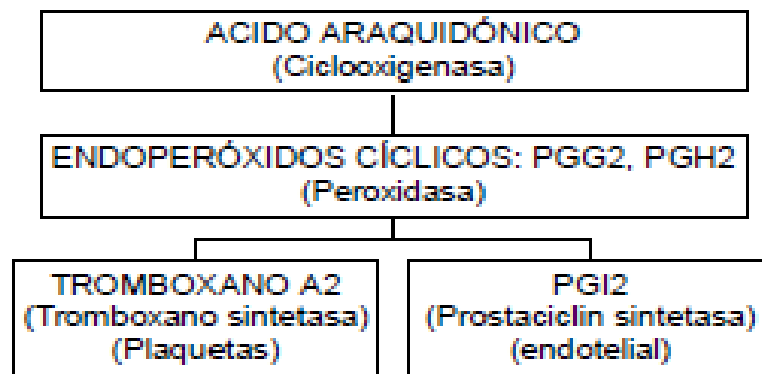 ACIDO ARAQUIDÓNICO
(Ciclooxigenasa)
ENDOPERÓXIDOS CÍCLICOS: PGG2, PGH2
(Peroxidasa)
TROMBOXANO A2
(Tromboxano sintetasa)
(Plaquetas)
PGI2
(Prostaciclin sintetasa)
(endotelial)